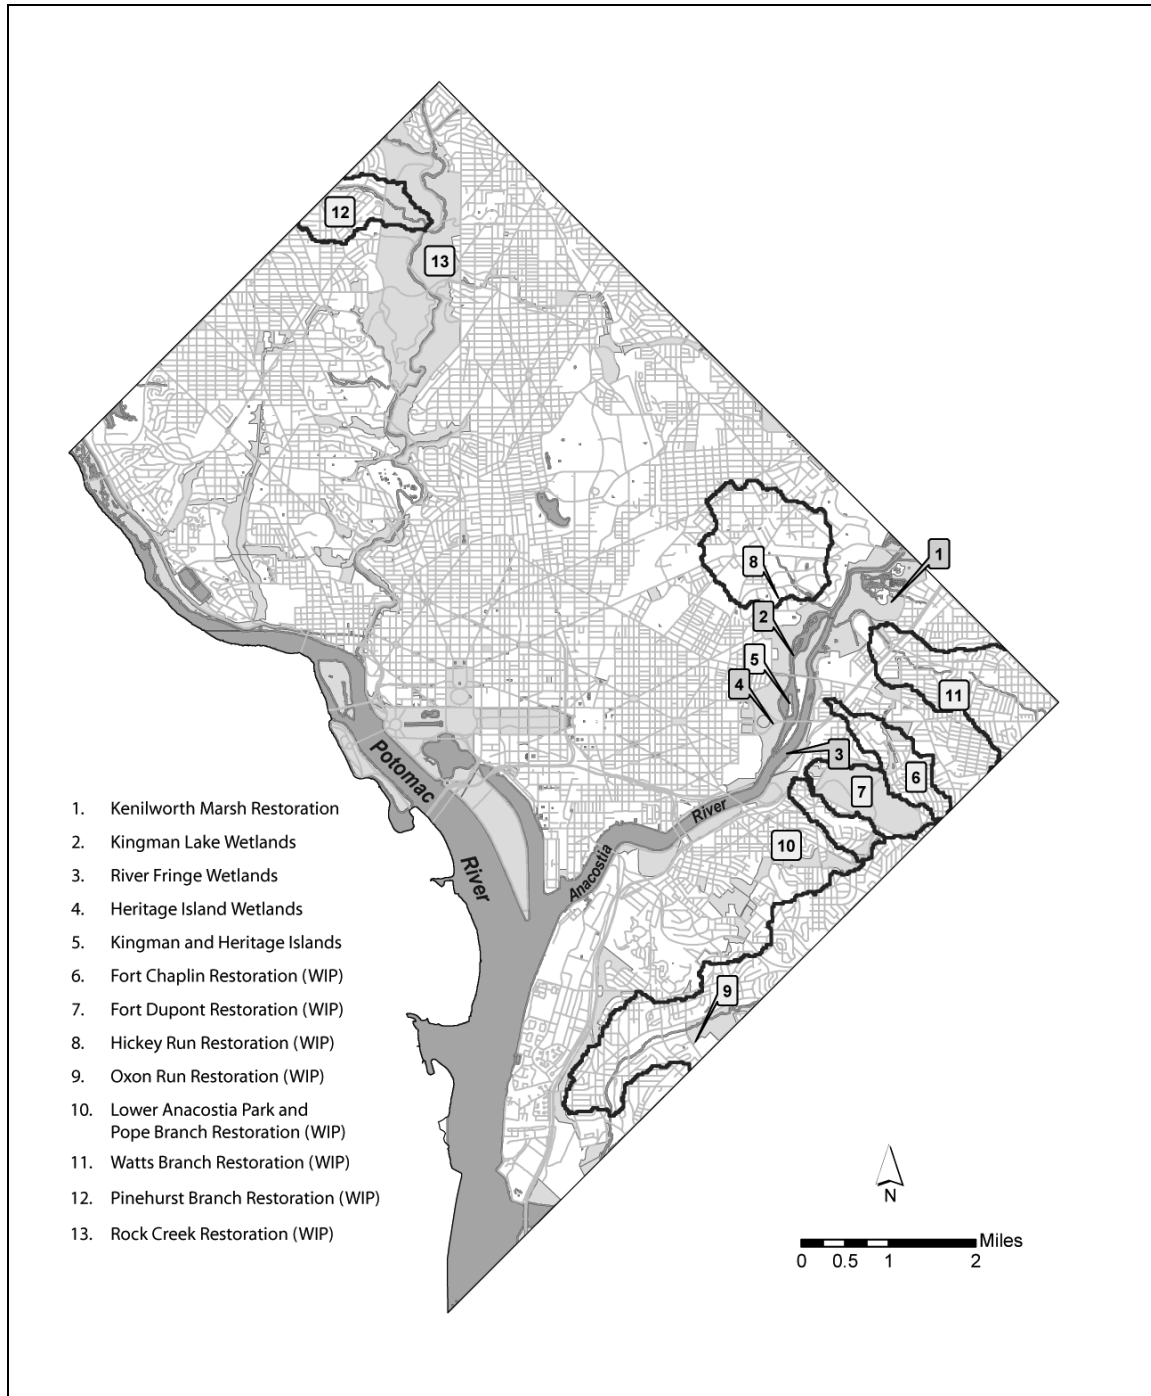 12
13
8
1
2
5
4
11
3
6
7
10
9
Potomac
River
Anacostia
River
1. Kenilworth Marsh Restoration
2. Kingman Lake Wetlands
3. River Fringe Wetlands
4. Heritage Island Wetlands
5. Kingman and Heritage Islands
6. Fort Chaplin Restoration (WIP)
7. Fort Dupont Restoration (WIP)
8. Hickey Run Restoration (WIP)
9. Oxon Run Restoration (WIP)
10. Lower Anacostia Park and
Pope Branch Restoration (WIP)
11. Watts Branch Restoration (WIP)
12. Pinehurst Branch Restoration (WIP)
13. Rock Creek Restoration (WIP)
N
Miles
0 0.5 1 2